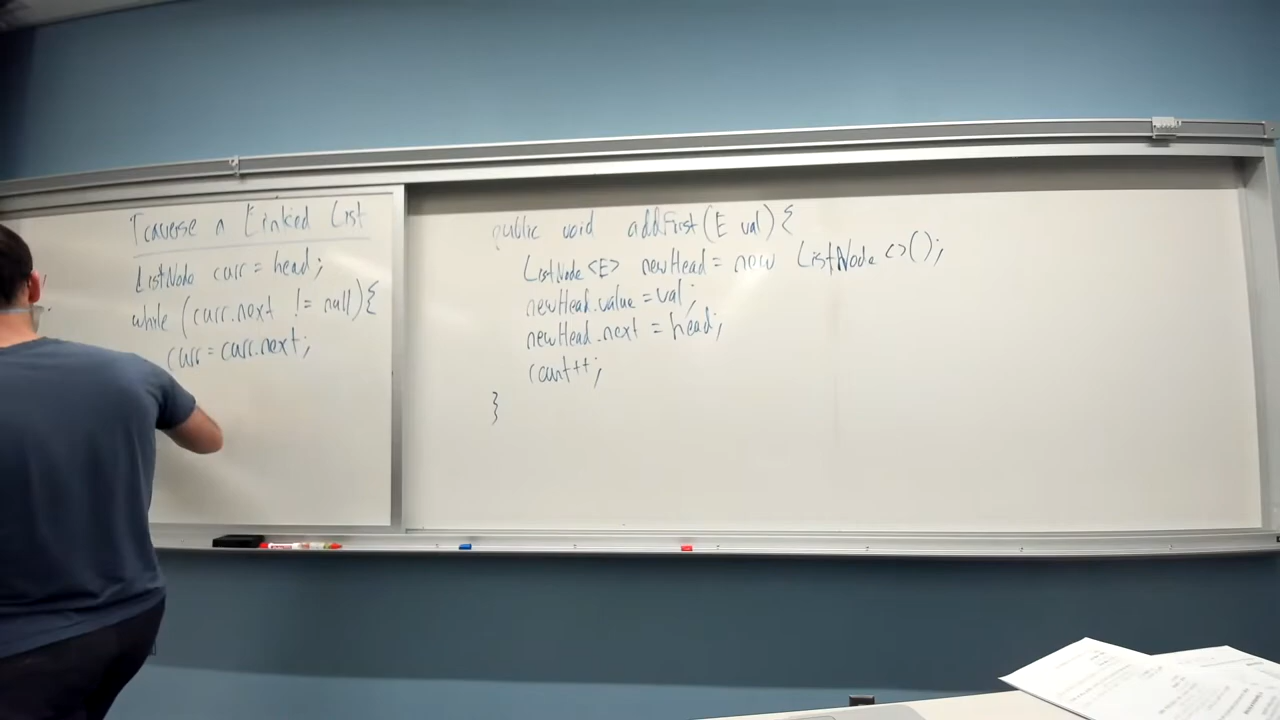 Traverse a Linked List
ListNode curr = head;
while (curr.next != null){
curr = curr.next;
public void addFirst(E val){
ListNode<E> newHead = new ListNode<>();
newHead.value = val;
newHead.next = head;
count++;
}